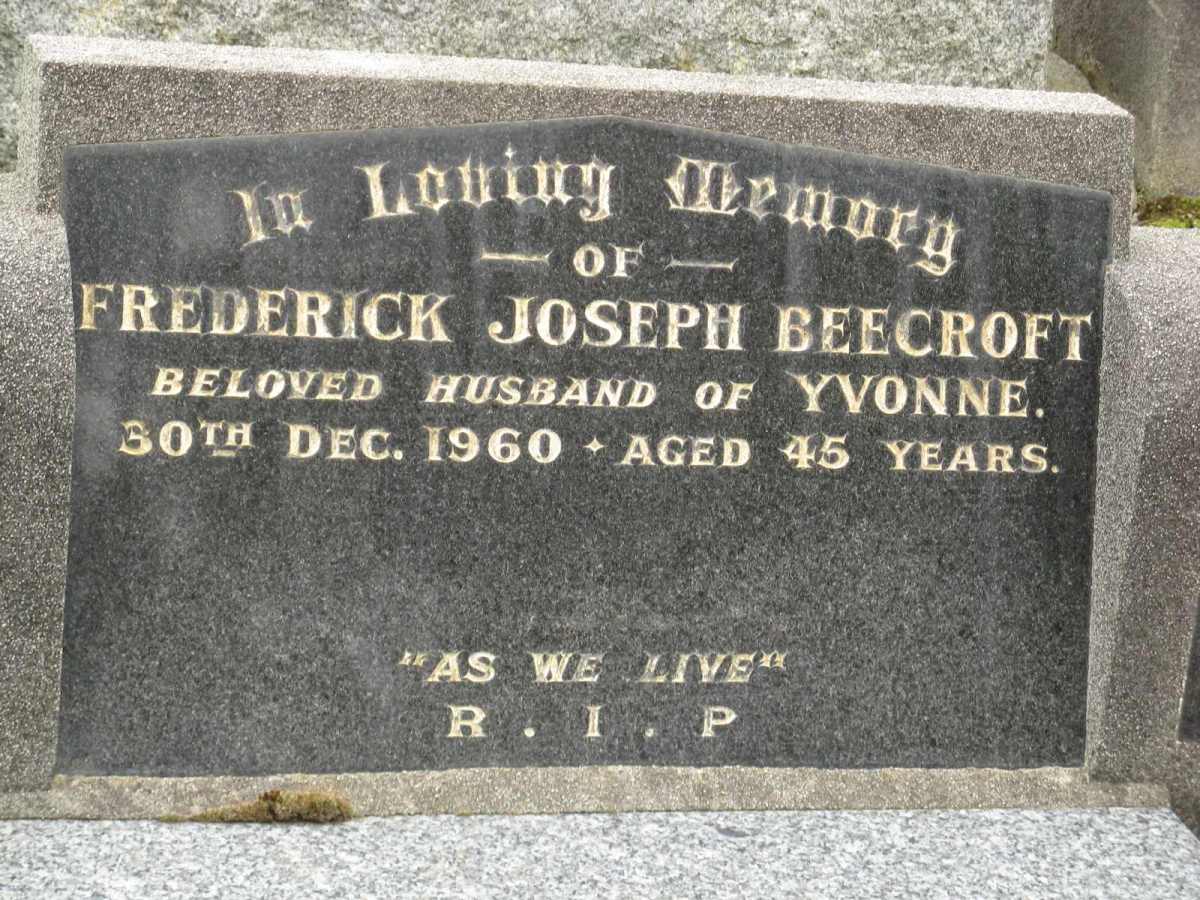 In Loving Memory
— OF —
FREDERICK JOSEPH BEECROFT
BELOVED HUSBAND OF YVONNE.
30TH DEC. 1960 · AGED 45 YEARS.
"AS WE LIVE"
R . I . P